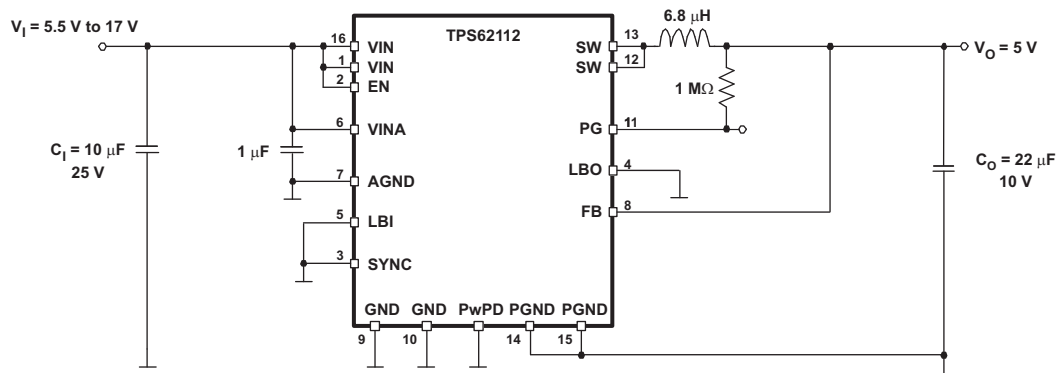 V_I = 5.5 V to 17 V
TPS62112
6.8 μH
V_O = 5 V
16 VIN
1 VIN
2 EN
6 VINA
7 AGND
5 LBI
3 SYNC
SW 13
SW 12
1 MΩ
PG 11
LBO 4
FB 8
C_I = 10 μF
25 V
1 μF
C_O = 22 μF
10 V
GND GND PwPD PGND PGND
9 10 14 15